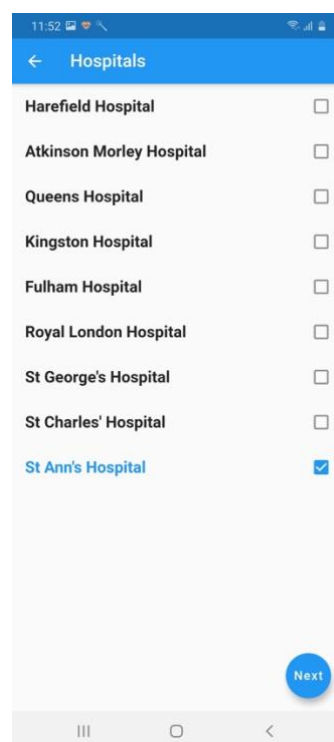 11:52
Hospitals
Harefield Hospital
Atkinson Morley Hospital
Queens Hospital
Kingston Hospital
Fulham Hospital
Royal London Hospital
St George's Hospital
St Charles' Hospital
St Ann's Hospital
Next